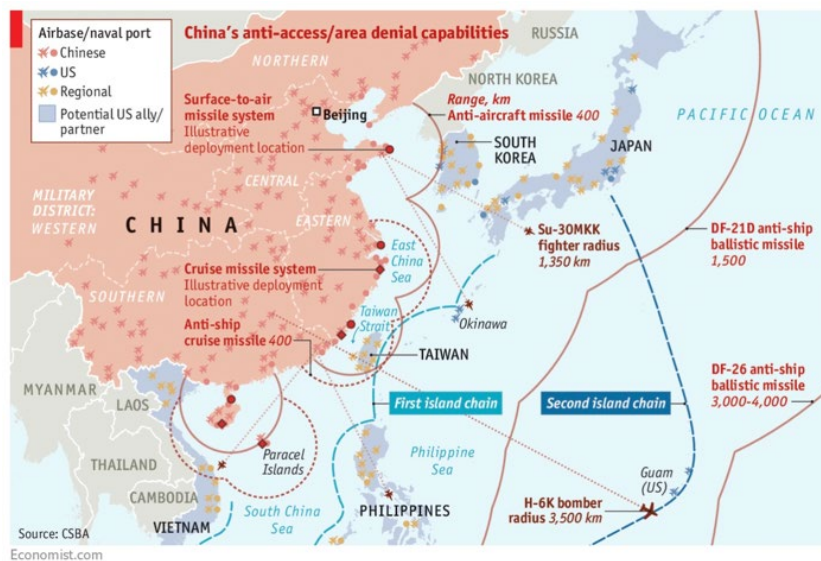 Airbase/naval port
Chinese
US
Regional
Potential US ally/
partner
China's anti-access/area denial capabilities
RUSSIA
NORTHERN
NORTH KOREA
Surface-to-air
missile system
Illustrative
deployment location
Beijing
Range, km
Anti-aircraft missile 400
PACIFIC OCEAN
SOUTH
KOREA
JAPAN
CENTRAL
MILITARY
DISTRICT:
WESTERN
CHINA
EASTERN
East
China
Sea
Su-30MKK
fighter radius
1,350 km
DF-21D anti-ship
ballistic missile
1,500
Cruise missile system
Illustrative deployment
location
SOUTHERN
Taiwan
Strait
Okinawa
Anti-ship
cruise missile 400
TAIWAN
DF-26 anti-ship
ballistic missile
3,000-4,000
MYANMAR
LAOS
First island chain
Second island chain
Paracel
Islands
Philippine
Sea
THAILAND
Guam
(US)
CAMBODIA
VIETNAM
South China
Sea
PHILIPPINES
H-6K bomber
radius 3,500 km
Source: CSBA
Economist.com